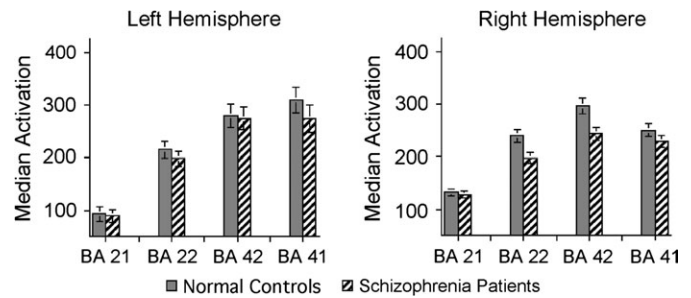 Left Hemisphere
Median Activation
400
300
200
100
BA 21 BA 22 BA 42 BA 41
Right Hemisphere
Median Activation
400
300
200
100
BA 21 BA 22 BA 42 BA 41
Normal Controls Schizophrenia Patients